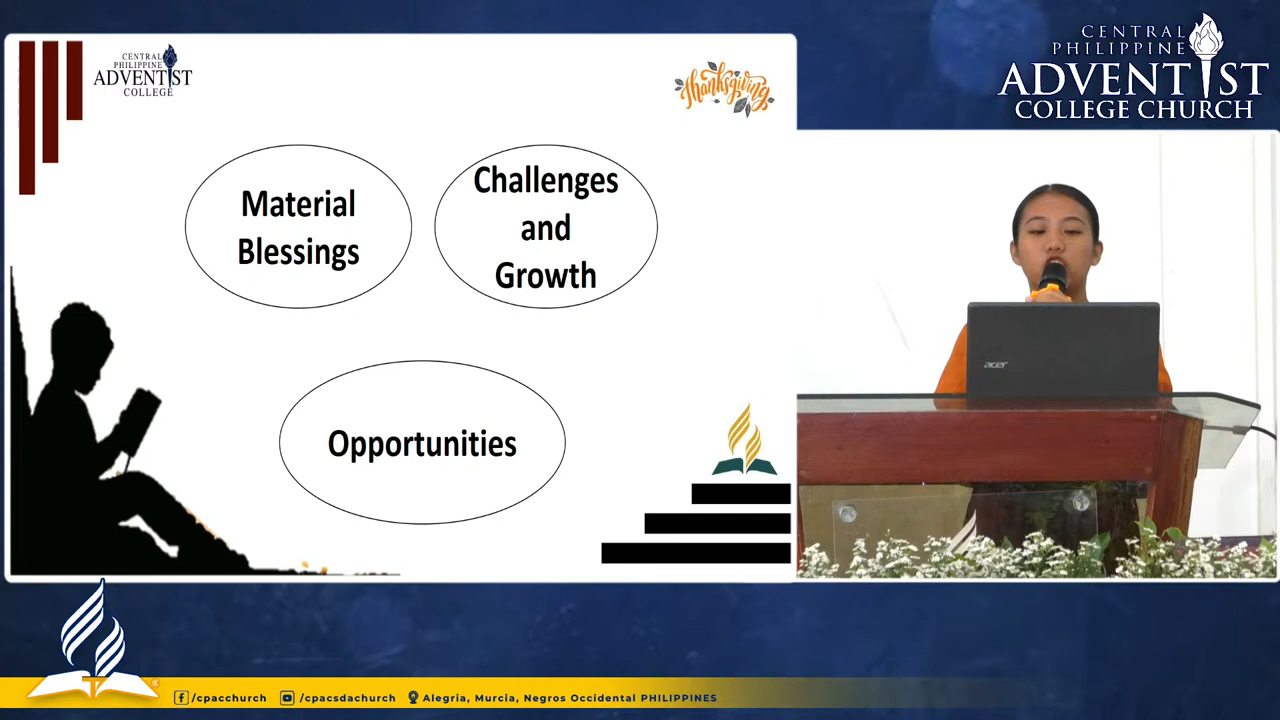 CENTRAL
PHILIPPINE
ADVENTIST
COLLEGE
Thanksgiving
Material
Blessings
Challenges
and
Growth
Opportunities
CENTRAL
PHILIPPINE
ADVENTIST
COLLEGE CHURCH
acer
/cpacchurch
/cpacsdachurch
Alegria, Murcia, Negros Occidental PHILIPPINES